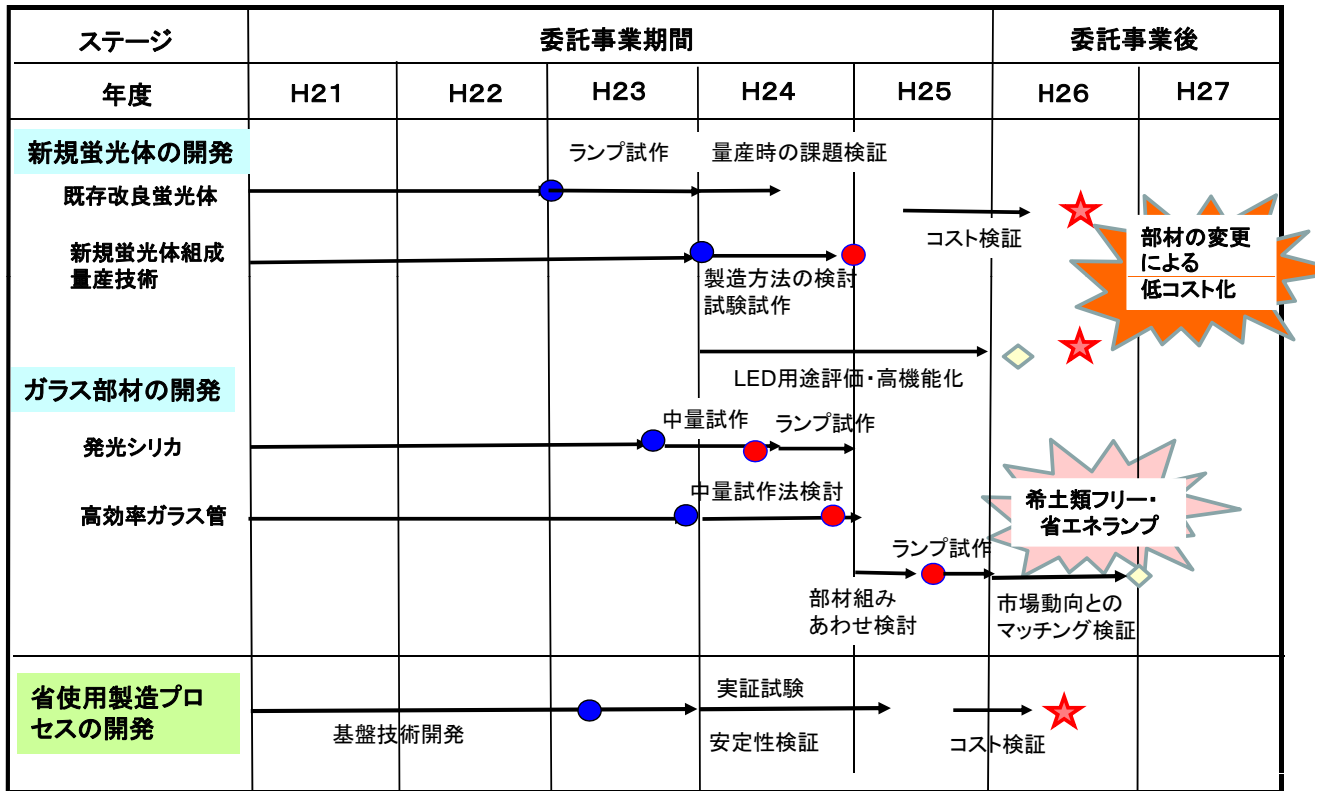 ステージ
委託事業期間
委託事業後
年度
H21
H22
H23
H24
H25
H26
H27
新規蛍光体の開発
ランプ試作
量産時の課題検証
既存改良蛍光体
コスト検証
新規蛍光体組成
量産技術
製造方法の検討
試験試作
部材の変更
による
低コスト化
LED用途評価・高機能化
ガラス部材の開発
中量試作
ランプ試作
発光シリカ
中量試作法検討
高効率ガラス管
希土類フリー・
省エネランプ
ランプ試作
部材組み
あわせ検討
市場動向との
マッチング検証
省使用製造プロ
セスの開発
実証試験
基盤技術開発
安定性検証
コスト検証